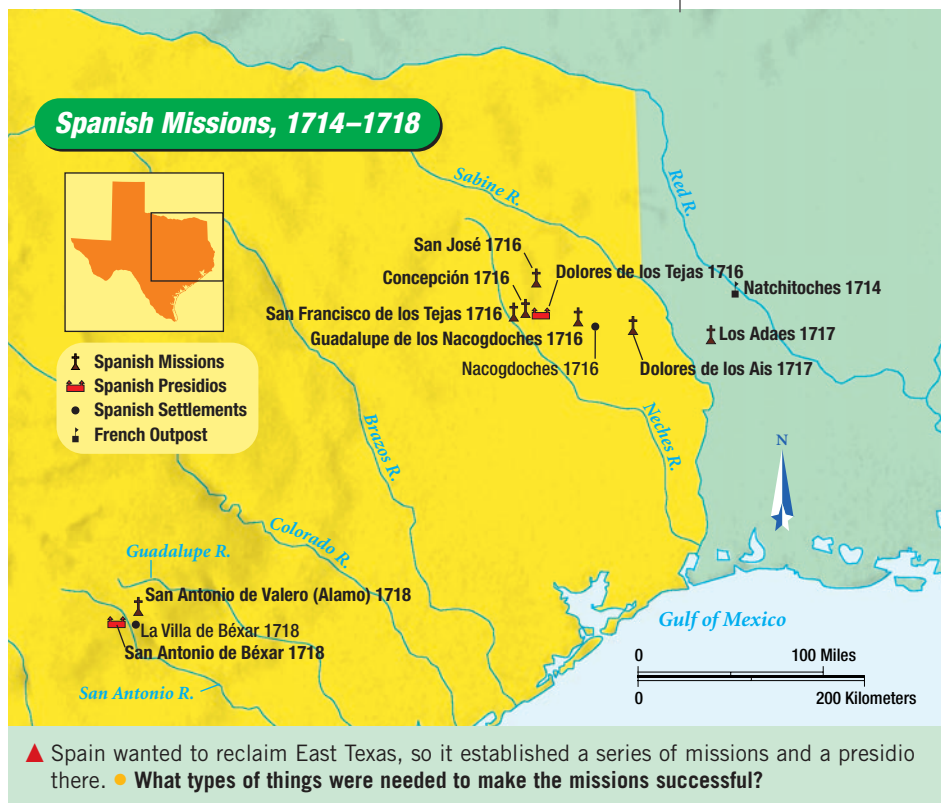 Spanish Missions, 1714–1718
Sabine R.
Red R.
San José 1716
Concepción 1716
Dolores de los Tejas 1716
Natchitoches 1714
San Francisco de los Tejas 1716
Guadalupe de los Nacogdoches 1716
Los Adaes 1717
Nacogdoches 1716
Dolores de los Ais 1717
Spanish Missions
Spanish Presidios
Spanish Settlements
French Outpost
Brazos R.
Neches R.
N
Colorado R.
Guadalupe R.
San Antonio de Valero (Alamo) 1718
La Villa de Béxar 1718
San Antonio de Béxar 1718
San Antonio R.
Gulf of Mexico
0 100 Miles
0 200 Kilometers
▲ Spain wanted to reclaim East Texas, so it established a series of missions and a presidio
there. ● What types of things were needed to make the missions successful?